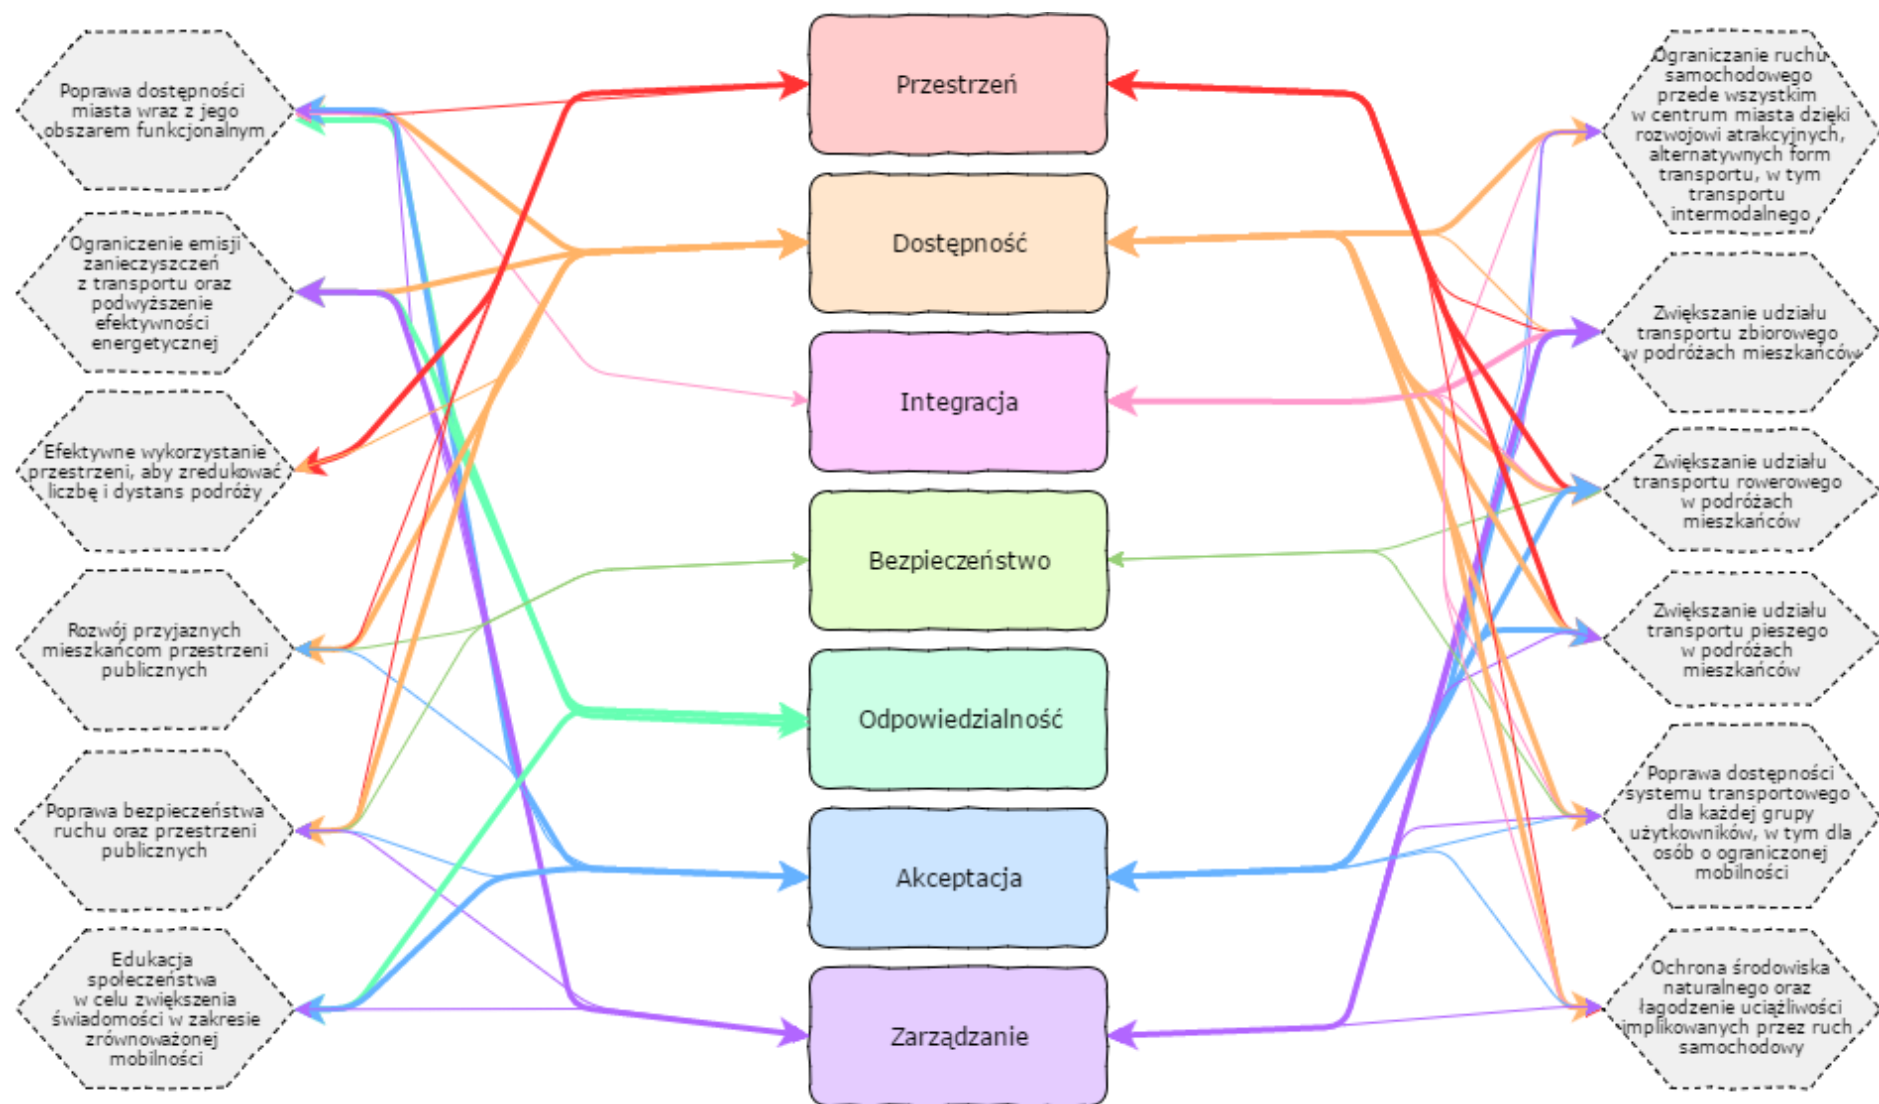 Poprawa dostępności
miasta wraz z jego
obszarem funkcjonalnym
Ograniczenie emisji
zanieczyszczeń
z transportu oraz
podwyższenie
efektywności
energetycznej
Efektywne wykorzystanie
przestrzeni, aby zredukować
liczbę i dystans podróży
Rozwój przyjaznych
mieszkańcom przestrzeni
publicznych
Poprawa bezpieczeństwa
ruchu oraz przestrzeni
publicznych
Edukacja
społeczeństwa
w celu zwiększenia
świadomości w zakresie
zrównoważonej
mobilności
Przestrzeń
Dostępność
Integracja
Bezpieczeństwo
Odpowiedzialność
Akceptacja
Zarządzanie
Ograniczanie ruchu
samochodowego
przede wszystkim
w centrum miasta dzięki
rozwojowi atrakcyjnych,
alternatywnych form
transportu, w tym
transportu
intermodalnego
Zwiększanie udziału
transportu zbiorowego
w podróżach mieszkańców
Zwiększanie udziału
transportu rowerowego
w podróżach
mieszkańców
Zwiększanie udziału
transportu pieszego
w podróżach
mieszkańców
Poprawa dostępności
systemu transportowego
dla każdej grupy
użytkowników, w tym dla
osób o ograniczonej
mobilności
Ochrona środowiska
naturalnego oraz
łagodzenie uciążliwości
implikowanych przez ruch
samochodowy